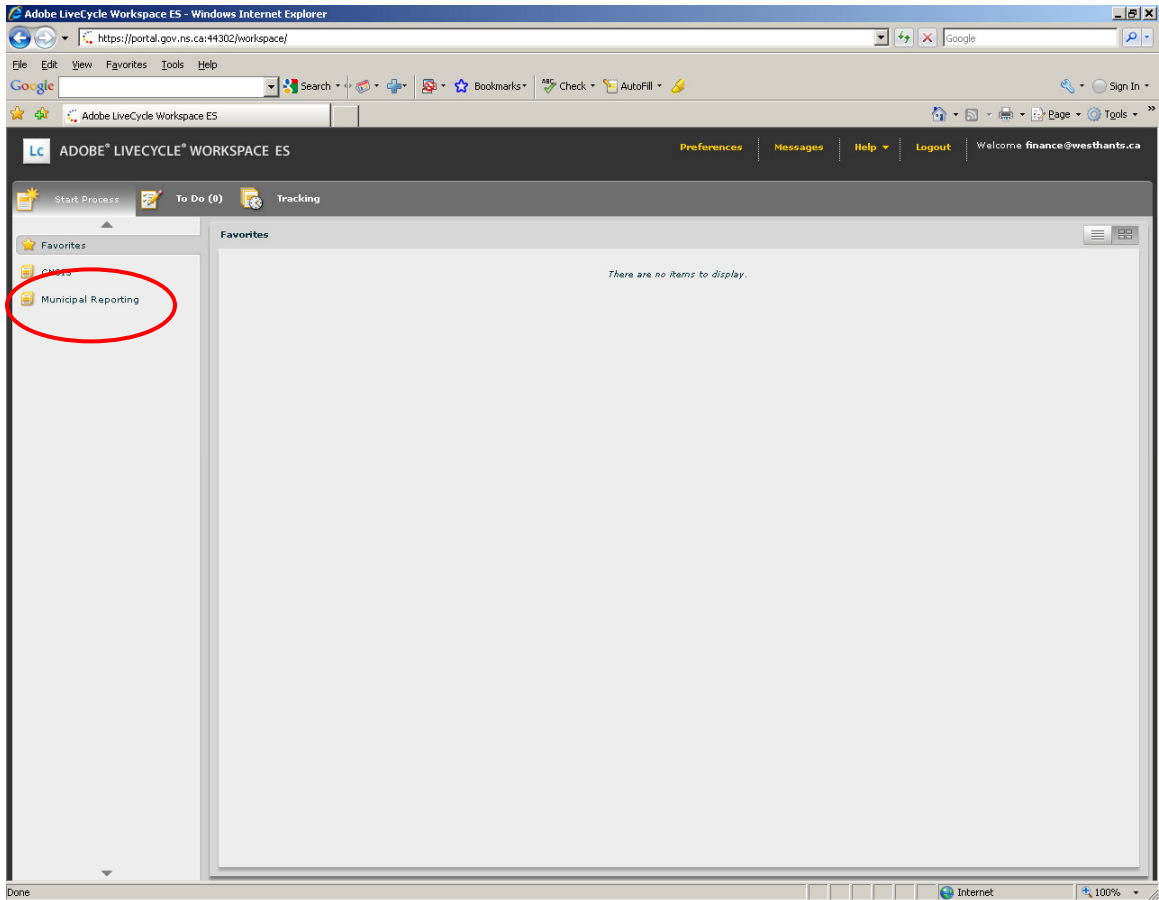 Adobe LiveCycle Workspace ES - Windows Internet Explorer
https://portal.gov.ns.ca:44302/workspace/
Google
File Edit View Favorites Tools Help
Google Search Bookmarks Check AutoFill Sign In
Adobe LiveCycle Workspace ES Page Tools
Lc ADOBE® LIVECYCLE® WORKSPACE ES Preferences Messages Help Logout Welcome finance@westhants.ca
Start Process To Do (0) Tracking
Favorites
Favorites
There are no items to display.
Municipal Reporting
Done Internet 100%